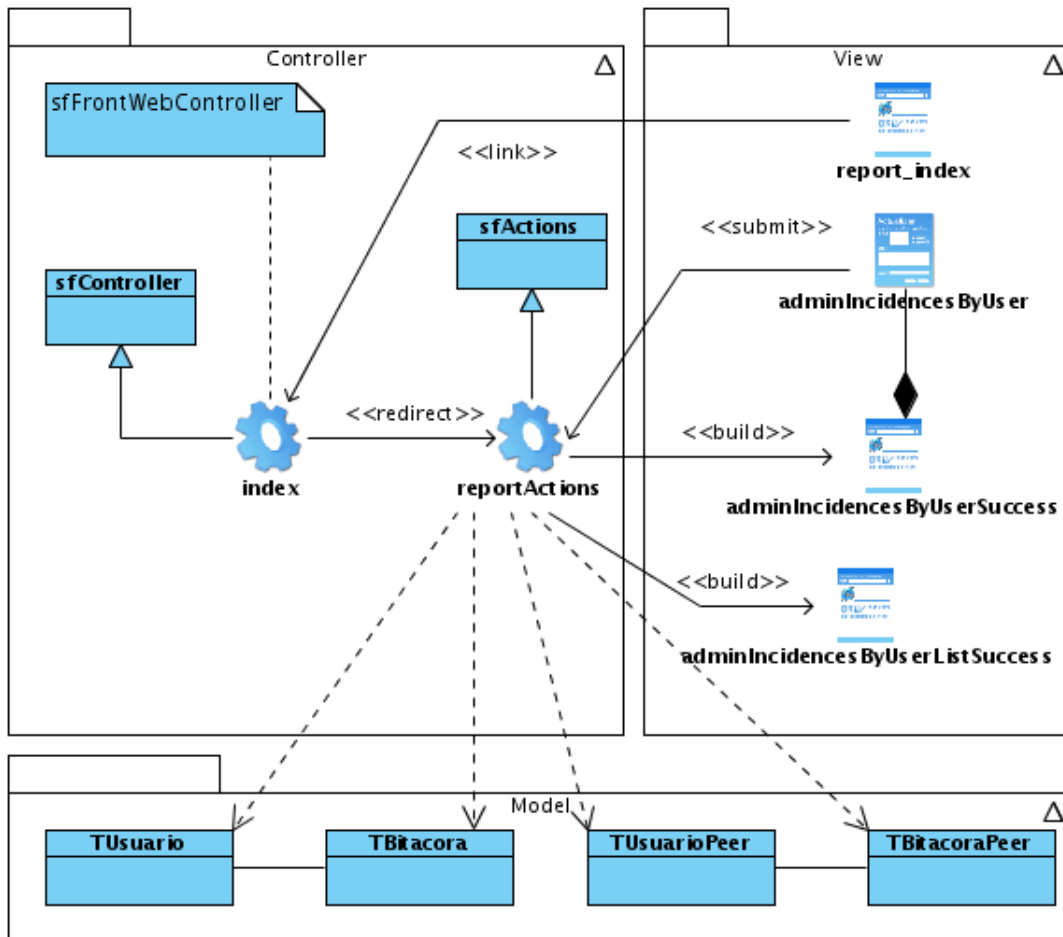 Controller
View
sfFrontWebController
<<link>>
report_index
sfActions
<<submit>>
sfController
adminIncidencesByUser
<<redirect>>
<<build>>
index
reportActions
adminIncidencesByUserSuccess
<<build>>
adminIncidencesByUserListSuccess
Model
TUsuario
TBitacora
TUsuarioPeer
TBitacoraPeer